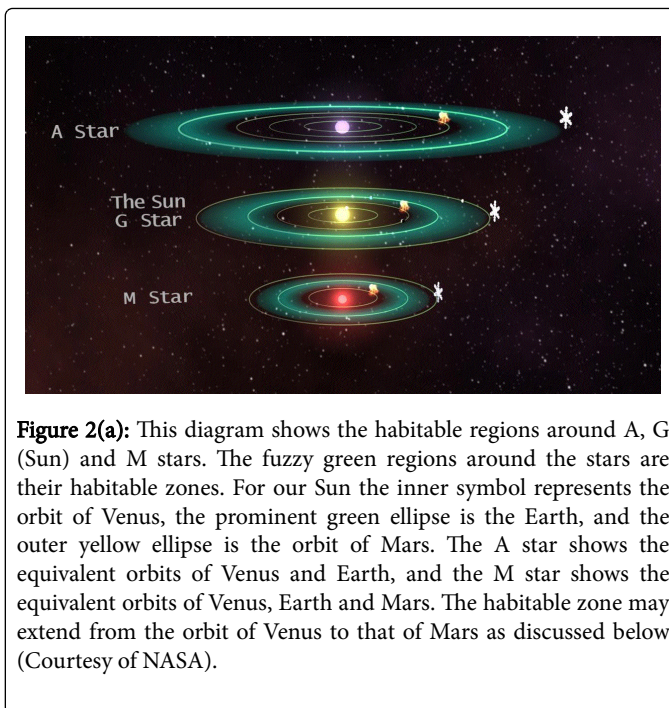 A Star
The Sun
G Star
M Star
Figure 2(a): This diagram shows the habitable regions around A, G
(Sun) and M stars. The fuzzy green regions around the stars are
their habitable zones. For our Sun the inner symbol represents the
orbit of Venus, the prominent green ellipse is the Earth, and the
outer yellow ellipse is the orbit of Mars. The A star shows the
equivalent orbits of Venus and Earth, and the M star shows the
equivalent orbits of Venus, Earth and Mars. The habitable zone may
extend from the orbit of Venus to that of Mars as discussed below
(Courtesy of NASA).